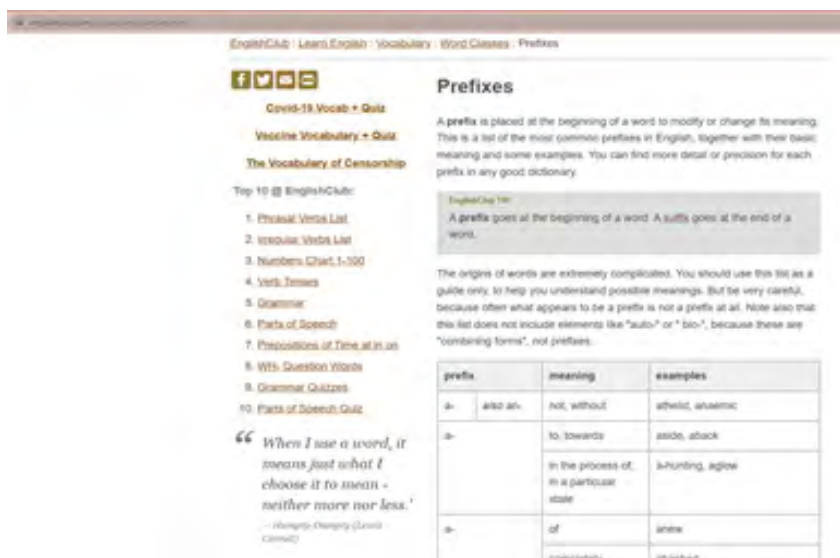 EnglishClub : Learn English : Vocabulary : Word Classes : Prefixes
Covid-19 Vocab + Quiz
Vaccine Vocabulary + Quiz
The Vocabulary of Censorship
Top 10 @ EnglishClub:
1. Phrasal Verbs List
2. Irregular Verbs List
3. Numbers Chart 1-100
4. Verb Tenses
5. Grammar
6. Parts of Speech
7. Prepositions of Time at in on
8. WH- Question Words
9. Grammar Quizzes
10. Parts of Speech Quiz
“ When I use a word, it
means just what I
choose it to mean -
neither more nor less.'
— Humpty Dumpty (Lewis
Carroll)
Prefixes
A prefix is placed at the beginning of a word to modify or change its meaning.
This is a list of the most common prefixes in English, together with their basic
meaning and some examples. You can find more detail or precision for each
prefix in any good dictionary.
EnglishClub TIP
A prefix goes at the beginning of a word. A suffix goes at the end of a
word.
The origins of words are extremely complicated. You should use this list as a
guide only, to help you understand possible meanings. But be very careful,
because often what appears to be a prefix is not a prefix at all. Note also that
this list does not include elements like "auto-" or " bio-", because these are
"combining forms", not prefixes.
prefix meaning examples
a- also an- not, without atheist, anaemic
a- to, towards aside, aback
in the process of, a-hunting, aglow
in a particular
state
a- of anew
completely abashed